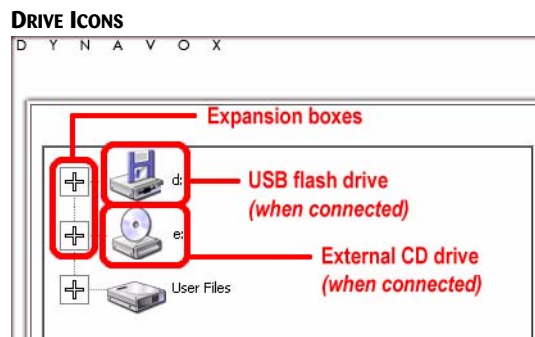 DRIVE ICONS
D Y N A V O X
Expansion boxes
d:
USB flash drive
(when connected)
e:
External CD drive
(when connected)
User Files